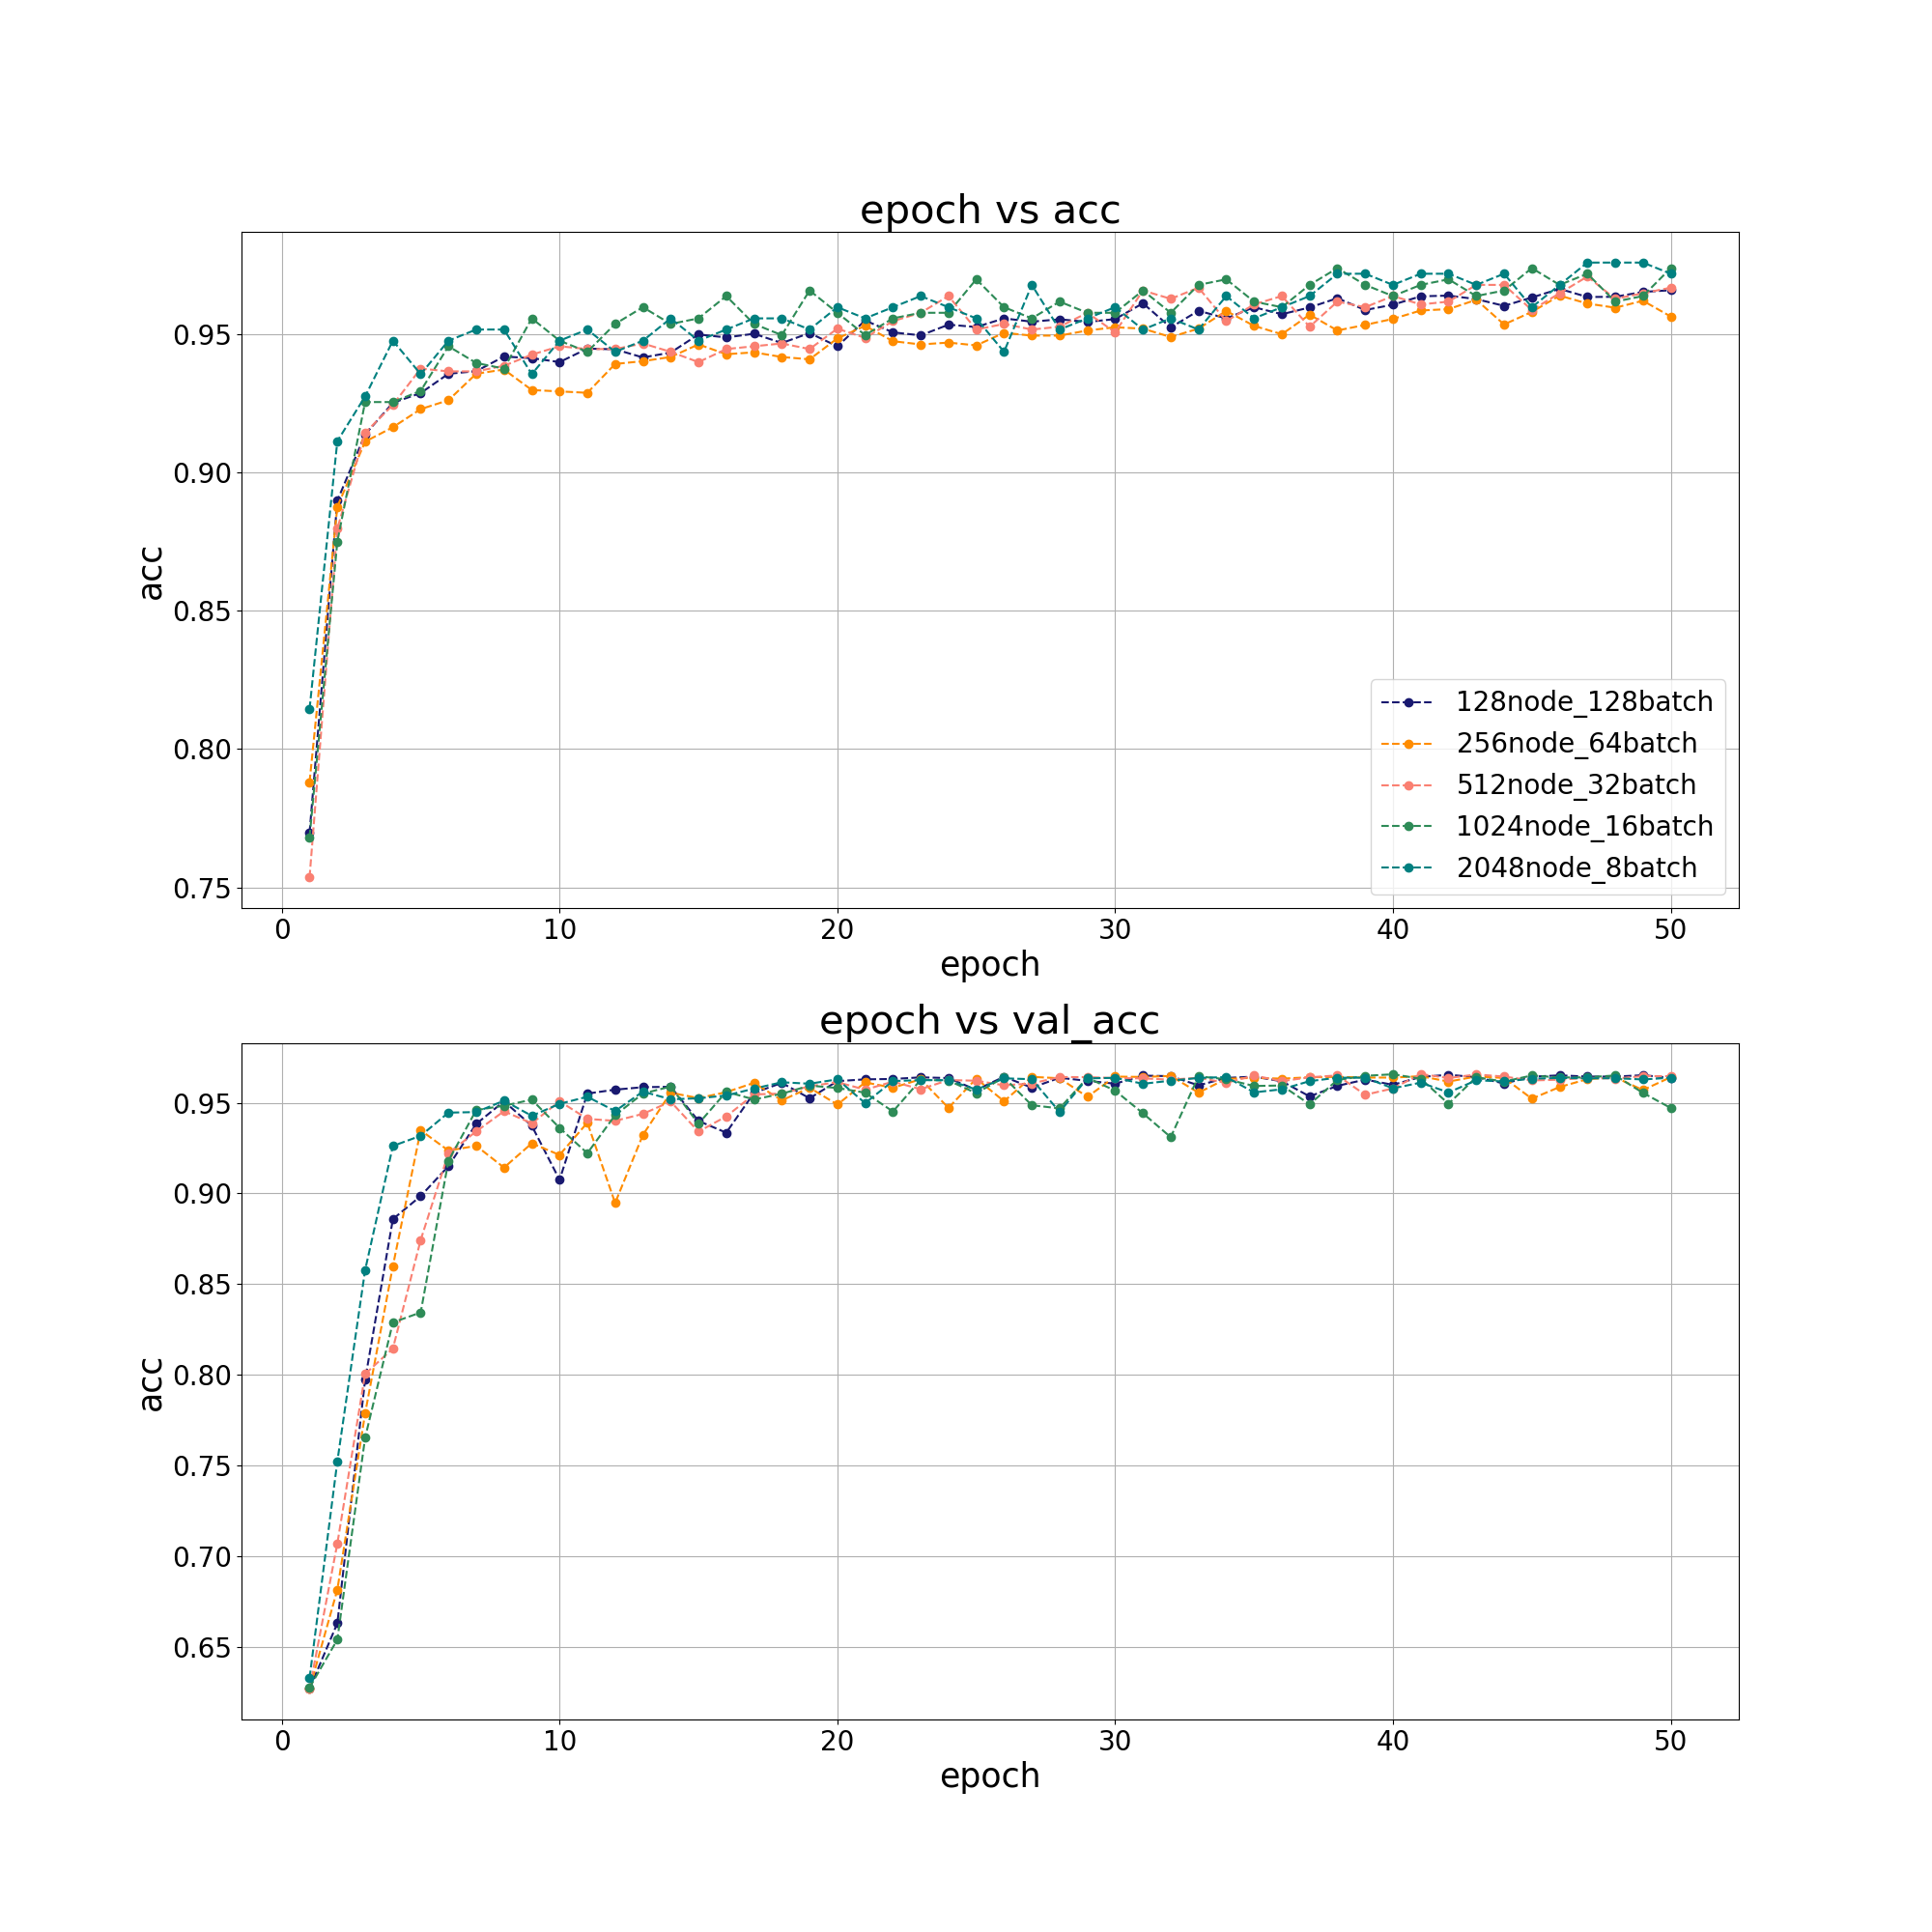 epoch vs acc
acc
0.95
0.90
0.85
0.80
0.75
128node_128batch
256node_64batch
512node_32batch
1024node_16batch
2048node_8batch
0 10 20 30 40 50
epoch
epoch vs val_acc
acc
0.95
0.90
0.85
0.80
0.75
0.70
0.65
0 10 20 30 40 50
epoch